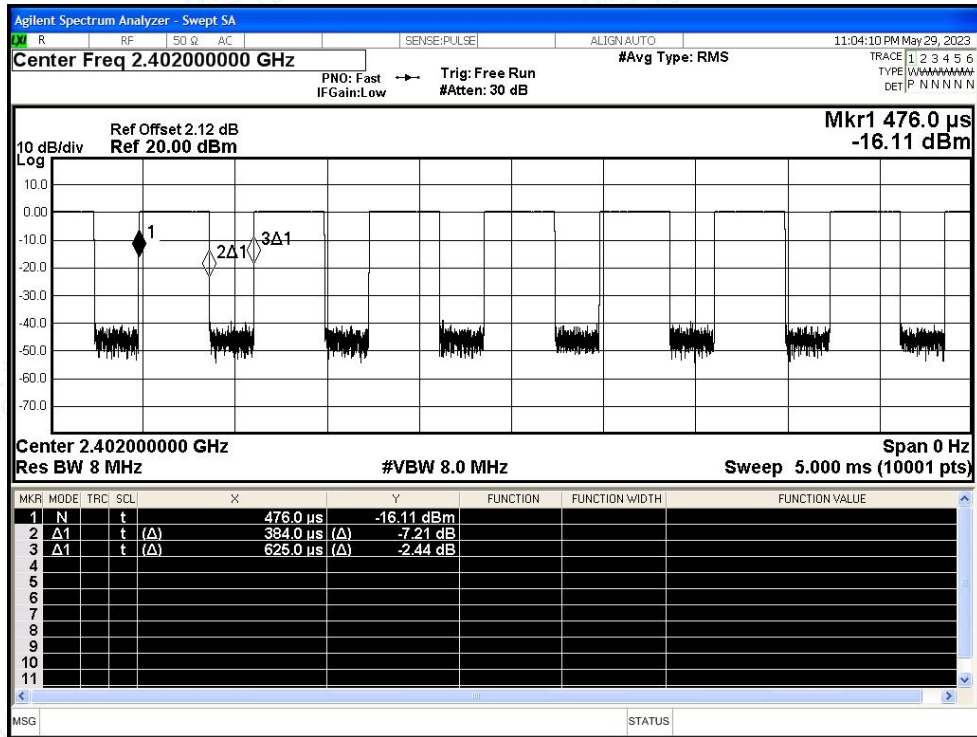 Agilent Spectrum Analyzer - Swept SA
LXI R RF 50 Ω AC SENSE:PULSE ALIGN AUTO 11:04:10 PM May 29, 2023
Center Freq 2.402000000 GHz #Avg Type: RMS TRACE 1 2 3 4 5 6
PNO: Fast Trig: Free Run TYPE
IFGain:Low #Atten: 30 dB DET P N N N N N
Mkr1 476.0 µs
Ref Offset 2.12 dB
10 dB/div Ref 20.00 dBm -16.11 dBm
Log
10.0
0.00
1
-10.0
2Δ1 3Δ1
-20.0
-30.0
-40.0
-50.0
-60.0
-70.0
Center 2.402000000 GHz Span 0 Hz
Res BW 8 MHz #VBW 8.0 MHz Sweep 5.000 ms (10001 pts)
MKR MODE TRC SCL X Y FUNCTION FUNCTION WIDTH FUNCTION VALUE
1 N t 476.0 µs -16.11 dBm
2 Δ1 t (Δ) 384.0 µs (Δ) -7.21 dB
3 Δ1 t (Δ) 625.0 µs (Δ) -2.44 dB
4
5
6
7
8
9
10
11
MSG STATUS